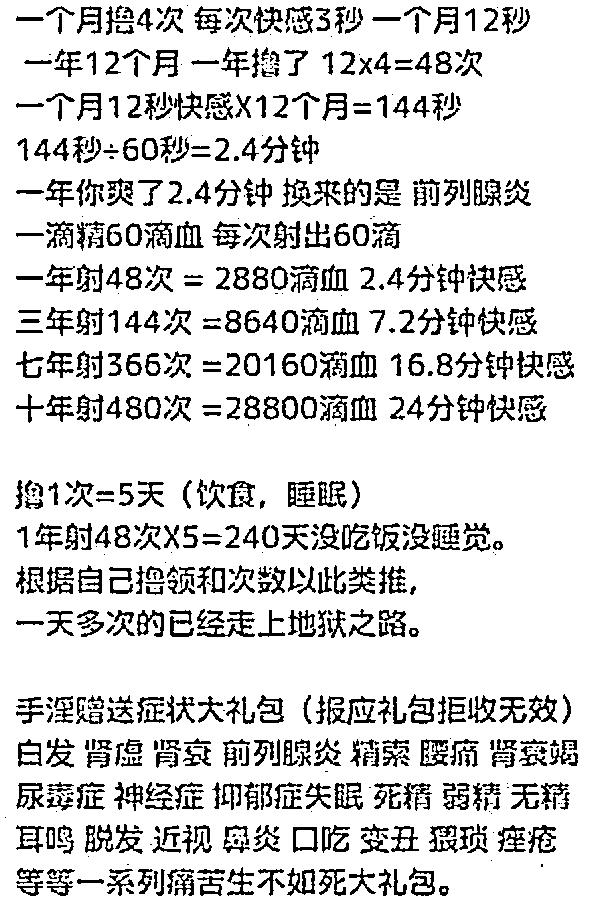 一个月撸4次 每次快感3秒 一个月12秒
一年12个月 一年撸了 12x4=48次
一个月12秒快感X12个月=144秒
144秒÷60秒=2.4分钟
一年你爽了2.4分钟 换来的是 前列腺炎
一滴精60滴血 每次射出60滴
一年射48次 = 2880滴血 2.4分钟快感
三年射144次 =8640滴血 7.2分钟快感
七年射366次 =20160滴血 16.8分钟快感
十年射480次 =28800滴血 24分钟快感
撸1次=5天（饮食，睡眠）
1年射48次X5=240天没吃饭没睡觉。
根据自己撸领和次数以此类推，
一天多次的已经走上地狱之路。
手淫赠送症状大礼包（报应礼包拒收无效）
白发 肾虚 肾衰 前列腺炎 精索 腰痛 肾衰竭
尿毒症 神经症 抑郁症失眠 死精 弱精 无精
耳鸣 脱发 近视 鼻炎 口吃 变丑 猥琐 痤疮
等等一系列痛苦生不如死大礼包。